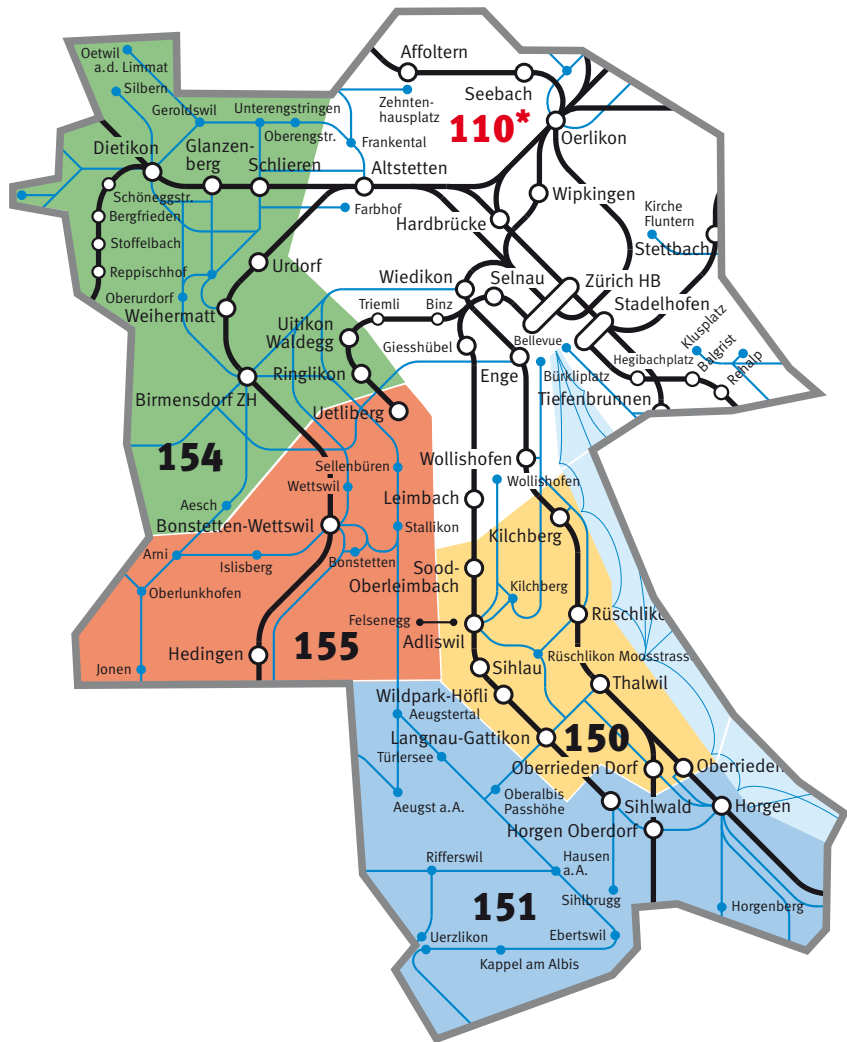 Oetwil
a.d. Limmat
Silbern
Geroldswil
Unterengstringen
Oberengstr.
Affoltern
Seebach
Zehnten-
hausplatz
110*
Oerlikon
Frankental
Dietikon
Glanzen-
berg
Schlieren
Altstetten
Wipkingen
Kirche
Fluntern
Stettbach
Schöneggstr.
Bergfrieden
Stoffelbach
Reppischhof
Oberurdorf
Farbhof
Hardbrücke
Urdorf
Weihermatt
Wiedikon
Selnau
Zürich HB
Stadelhofen
Triemli
Binz
Uitikon
Waldegg
Giesshübel
Bellevue
Klusplatz
Balgrist
Rehalp
Hegibachplatz
Ringlikon
Enge
Bürkliplatz
Tiefenbrunnen
Birmensdorf ZH
Uetliberg
154
Sellenbüren
Wettswil
Wollishofen
Wollishofen
Leimbach
Aesch
Bonstetten-Wettswil
Stallikon
Kilchberg
Arni
Islisberg
Bonstetten
Sood-
Oberleimbach
Kilchberg
Oberlunkhofen
Felsenegg
Adliswil
Rüschliko
Hedingen
155
Jonen
Sihlau
Rüschlikon Moosstrass
Wildpark-Höfli
Thalwil
Aeugstertal
Langnau-Gattikon
150
Türlersee
Oberrieden Dorf
Oberrieden
Aeugst a.A.
Oberalbis
Passhöhe
Sihlwald
Horgen
Horgen Oberdorf
Rifferswil
Hausen
a.A.
Sihlbrugg
151
Horgenberg
Uerzlikon
Ebertswil
Kappel am Albis